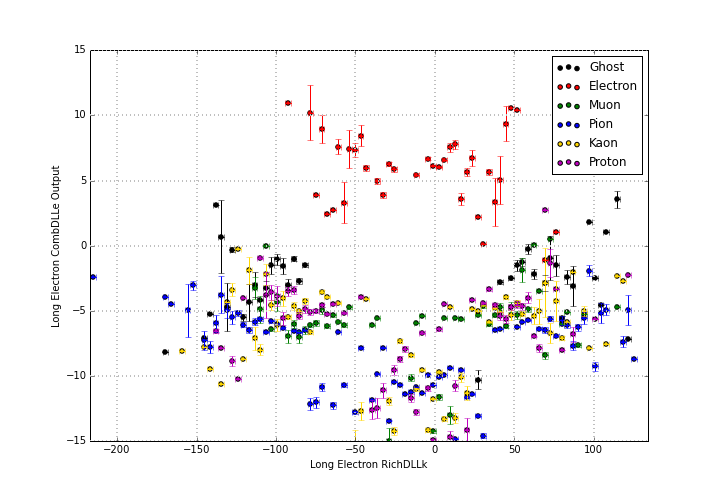 15
10
5
0
−5
−10
−15
−200
−150
−100
−50
0
50
100
Long Electron RichDLLk
Long Electron CombDLLe Output
Ghost
Electron
Muon
Pion
Kaon
Proton